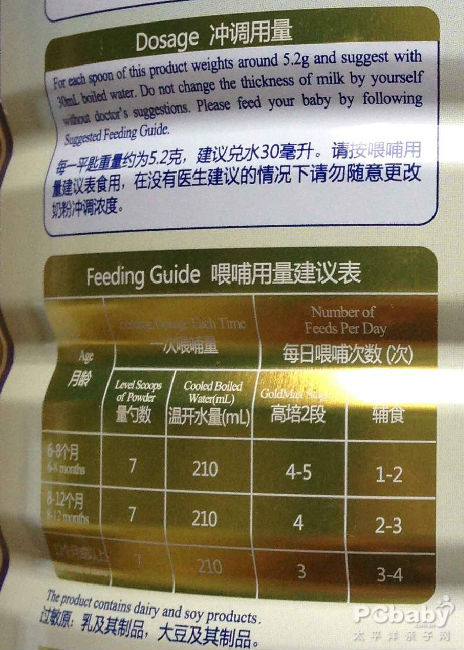 Dosage 冲调用量
For each spoon of this product weights around 5.2g and suggest with
30mL boiled water. Do not change the thickness of milk by yourself
without doctor's suggestions. Please feed your baby by following
Suggested Feeding Guide.
每一平匙重量约为5.2克，建议兑水30毫升。请按喂哺用
量建议表食用，在没有医生建议的情况下请勿随意更改
奶粉冲调浓度。
Feeding Guide 喂哺用量建议表
Each Time
Number of
Feeds Per Day
一次喂哺量
每日喂哺次数 (次)
Age
月龄
Level Scoops
of Powder
量勺数
Cooled Boiled
Water(mL)
温开水量(mL)
GoldMax
高培2段
辅食
6-8个月
6-8 months
7
210
4-5
1-2
8-12个月
8-12 months
7
210
4
2-3
7
210
3
3-4
The product contains dairy and soy products.
过敏原：乳及其制品，大豆及其制品。
PCbaby
太平洋亲子网